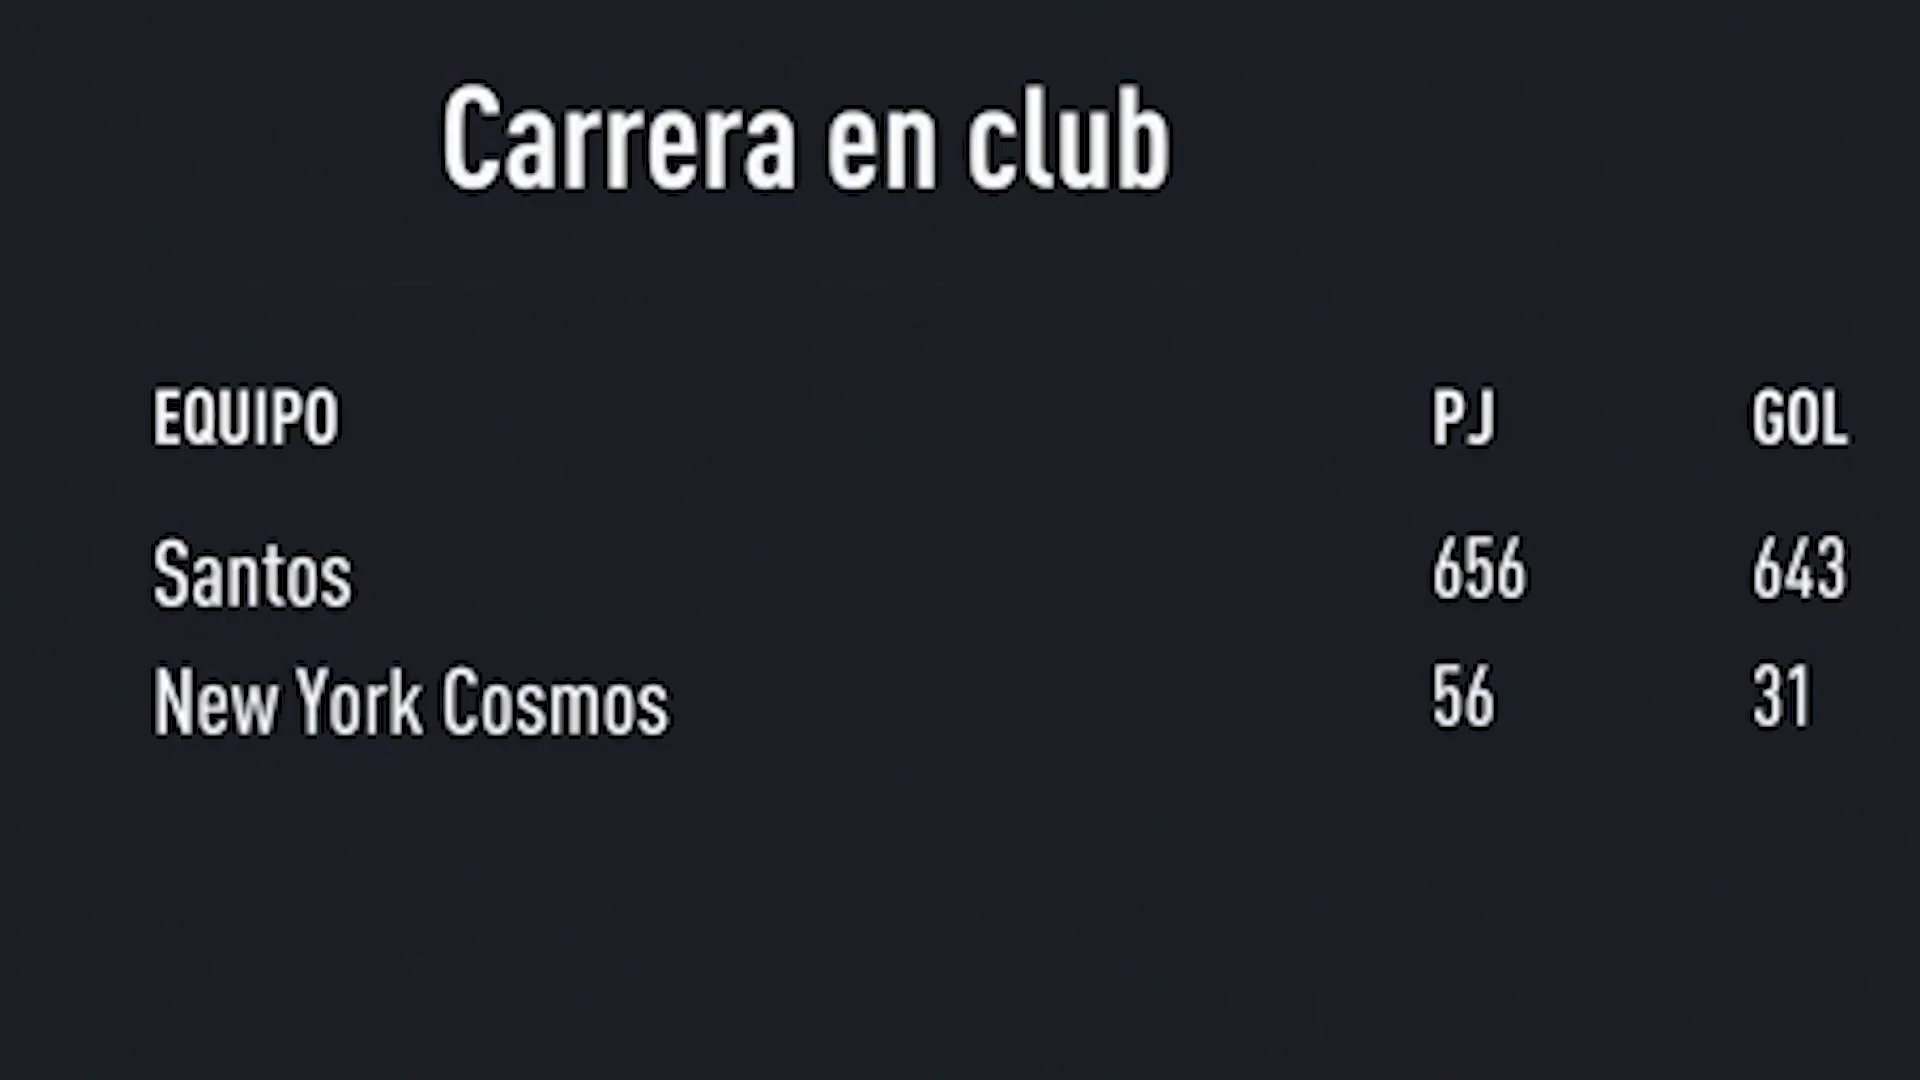 Carrera en club
EQUIPO PJ GOL
Santos 656 643
New York Cosmos 56 31